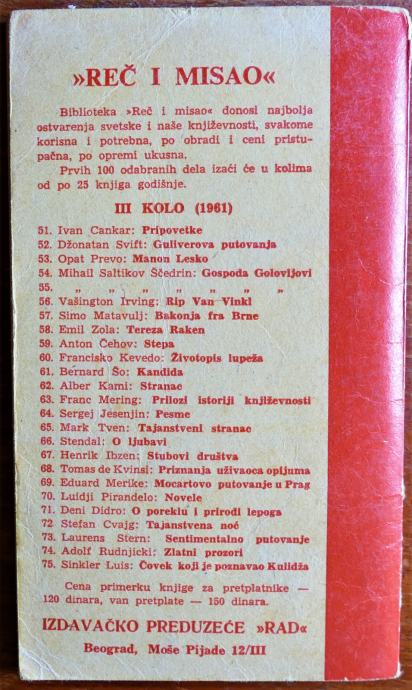 »REČ I MISAO«
Biblioteka »Reč i misao« donosi najbolja
ostvarenja svetske i naše književnosti, svakome
korisna i potrebna, po obradi i ceni pristu-
pačna, po opremi ukusna.
Prvih 100 odabranih dela izaći će u kolima
od po 25 knjiga godišnje.
III KOLO (1961)
51. Ivan Cankar: Pripovetke
52. Džonatan Svift: Guliverova putovanja
53. Opat Prevo: Manon Lesko
54. Mihail Saltikov Ščedrin: Gospoda Golovljovi
55. „ „ „ „ „ „ „
56. Vašington Irving: Rip Van Vinkl
57. Simo Matavulj: Bakonja fra Brne
58. Emil Zola: Tereza Raken
59. Anton Čehov: Stepa
60. Francisko Kevedo: Životopis lupeža
61. Bernard Šo: Kandida
62. Alber Kami: Stranac
63. Franc Mering: Prilozi istoriji književnosti
64. Sergej Jesenjin: Pesme
65. Mark Tven: Tajanstveni stranac
66. Stendal: O ljubavi
67. Henrik Ibzen: Stubovi društva
68. Tomas de Kvinsi: Priznanja uživaoca opijuma
69. Eduard Merike: Mocartovo putovanje u Prag
70. Luidji Pirandelo: Novele
71. Deni Didro: O poreklu i prirodi lepoga
72 Stefan Cvajg: Tajanstvena noć
73. Laurens Stern: Sentimentalno putovanje
74. Adolf Rudnjicki: Zlatni prozori
75. Sinkler Luis: Čovek koji je poznavao Kulidža
Cena primerku knjige za pretplatnike —
120 dinara, van pretplate — 150 dinara.
IZDAVAČKO PREDUZEĆE »RAD«
Beograd, Moše Pijade 12/III